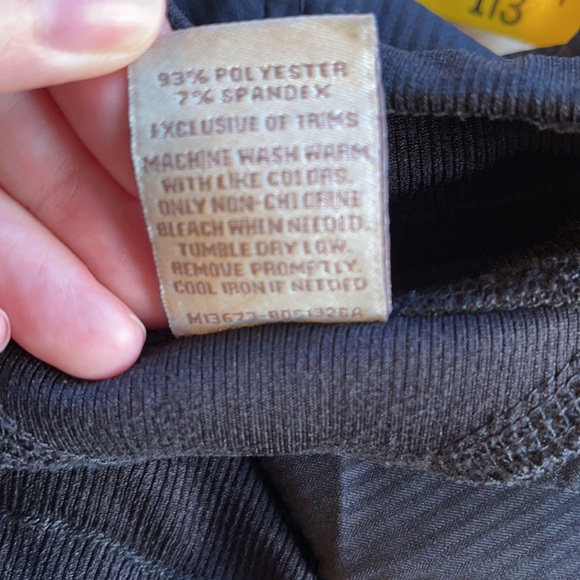 113
93% POLYESTER
7% SPANDEX
EXCLUSIVE OF TRIMS
MACHINE WASH WARM
WITH LIKE COLORS.
ONLY NON-CHLORINE
BLEACH WHEN NEEDED.
TUMBLE DRY LOW.
REMOVE PROMPTLY.
COOL IRON IF NEEDED